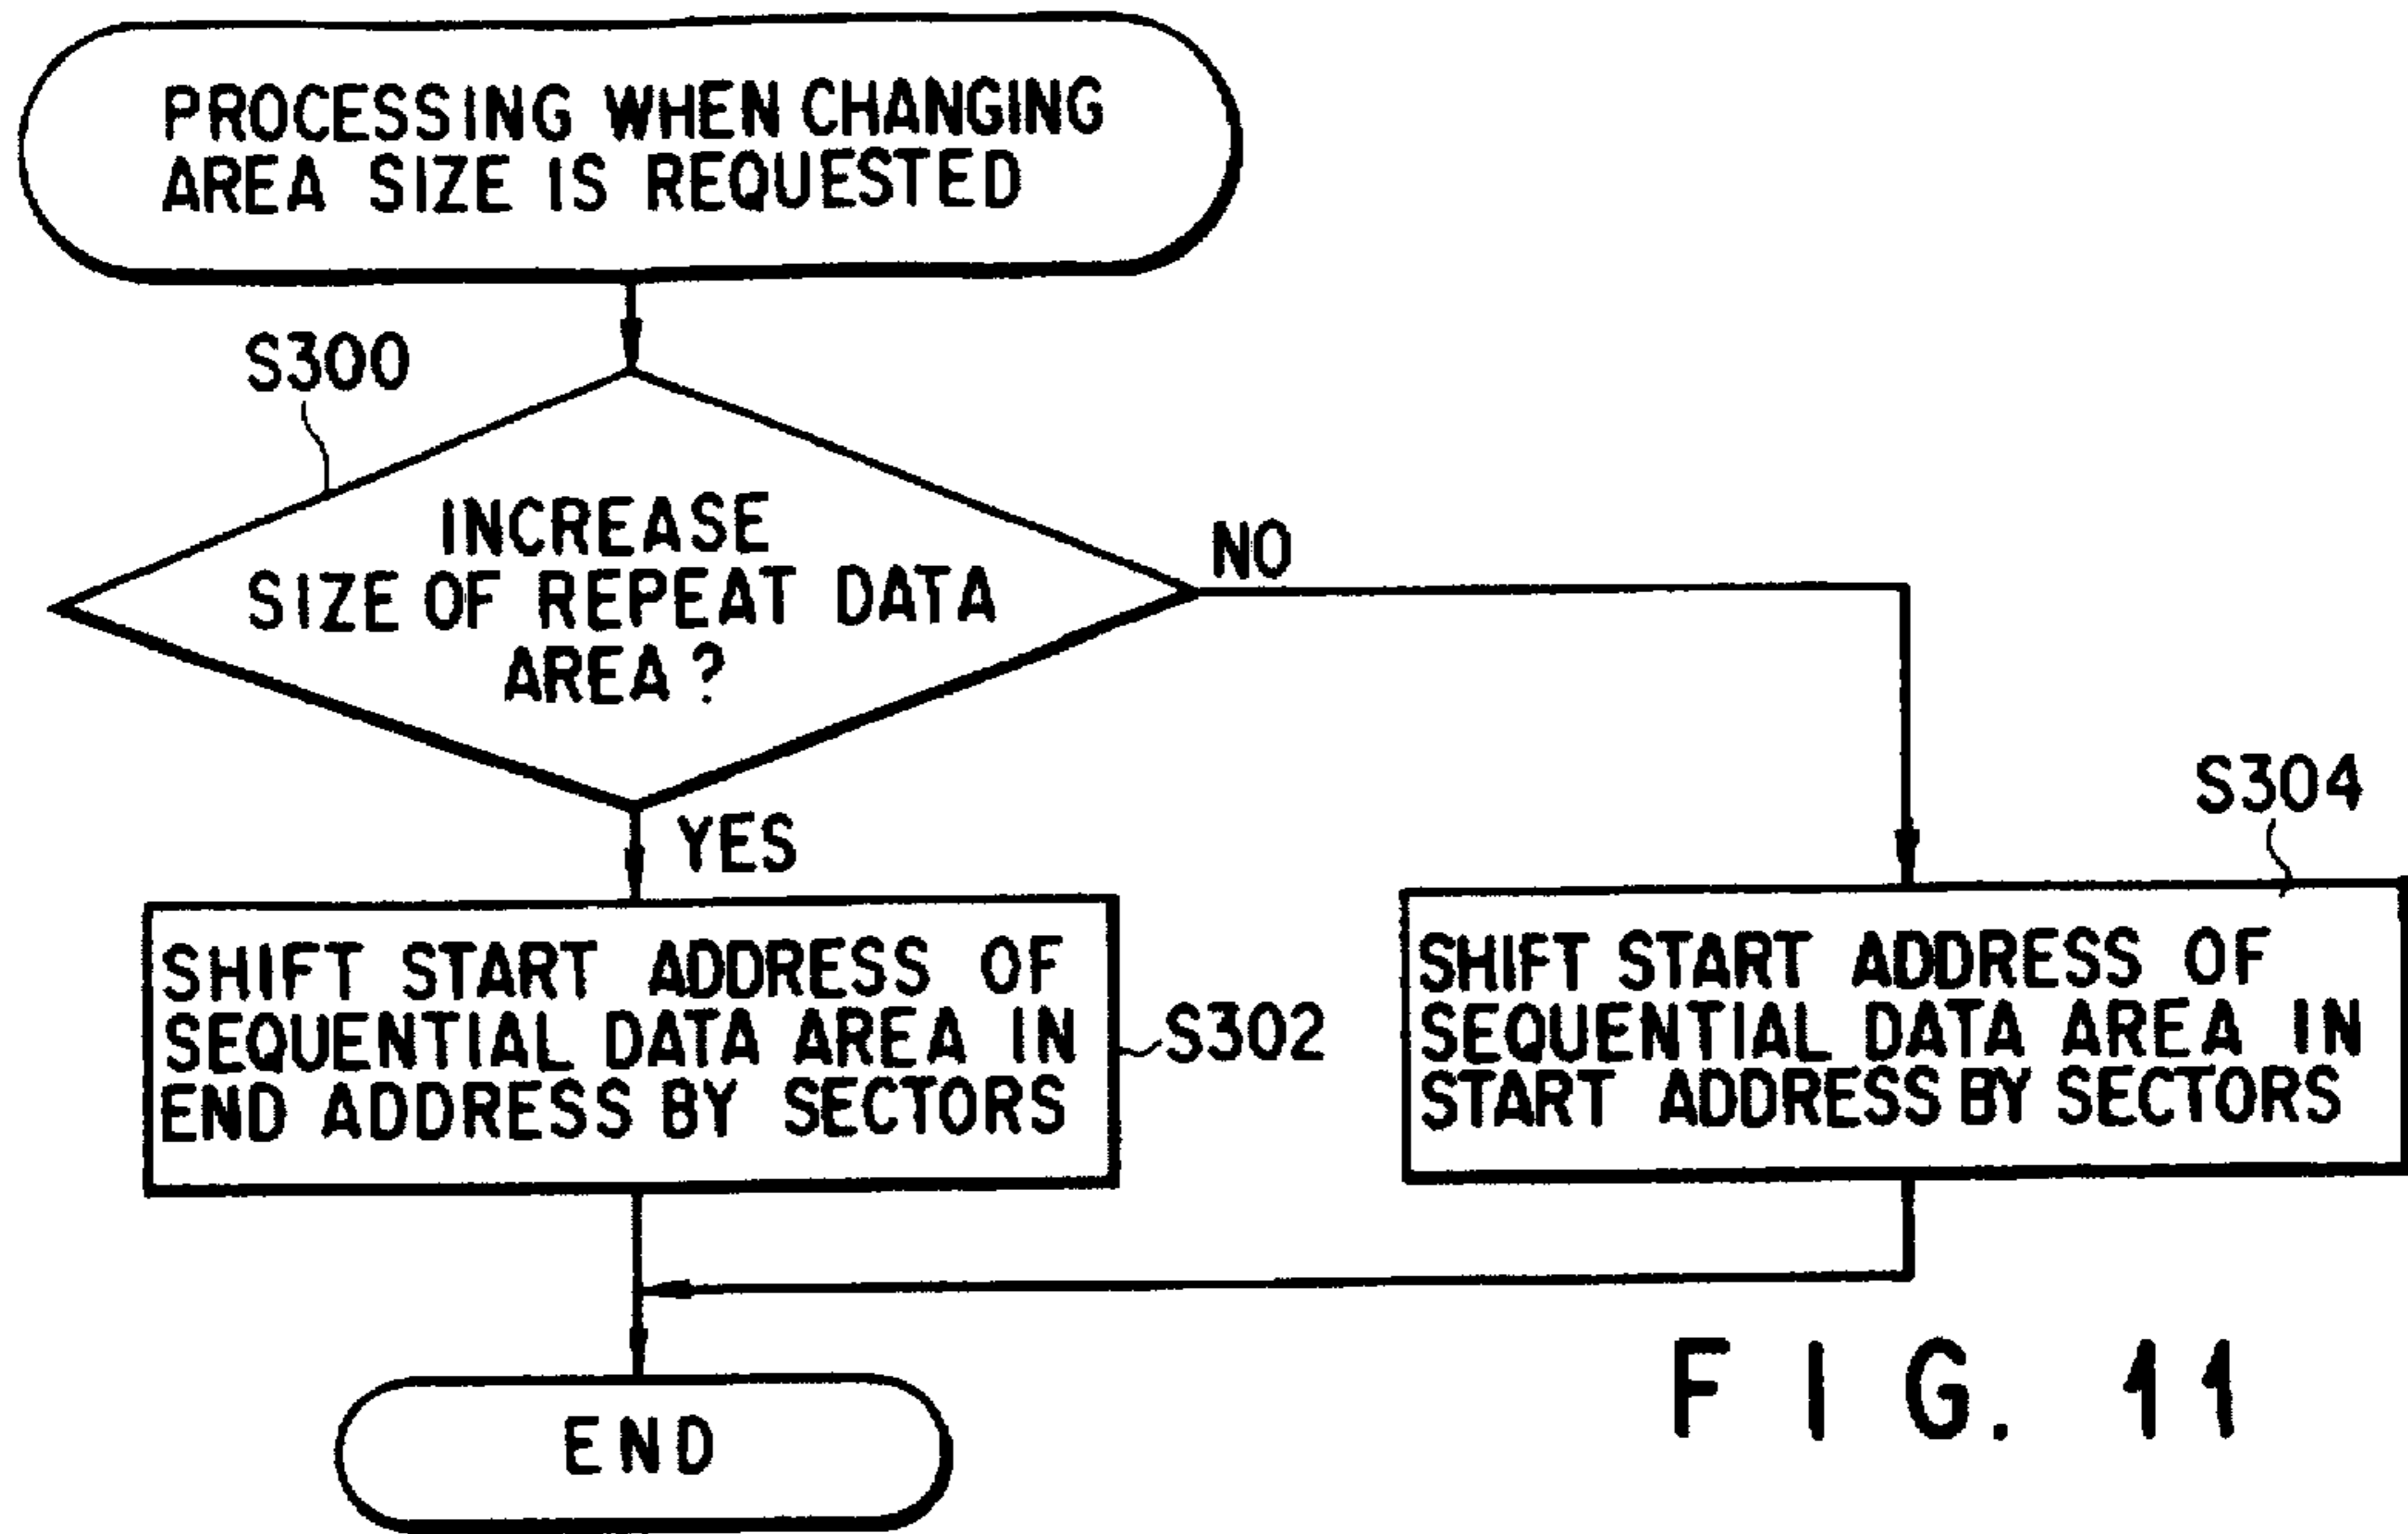 PROCESSING WHEN CHANGING
AREA SIZE IS REQUESTED
S300
INCREASE
SIZE OF REPEAT DATA
AREA?
NO
YES
S304
SHIFT START ADDRESS OF
SEQUENTIAL DATA AREA IN
END ADDRESS BY SECTORS
S302
SHIFT START ADDRESS OF
SEQUENTIAL DATA AREA IN
START ADDRESS BY SECTORS
END
FIG. 11